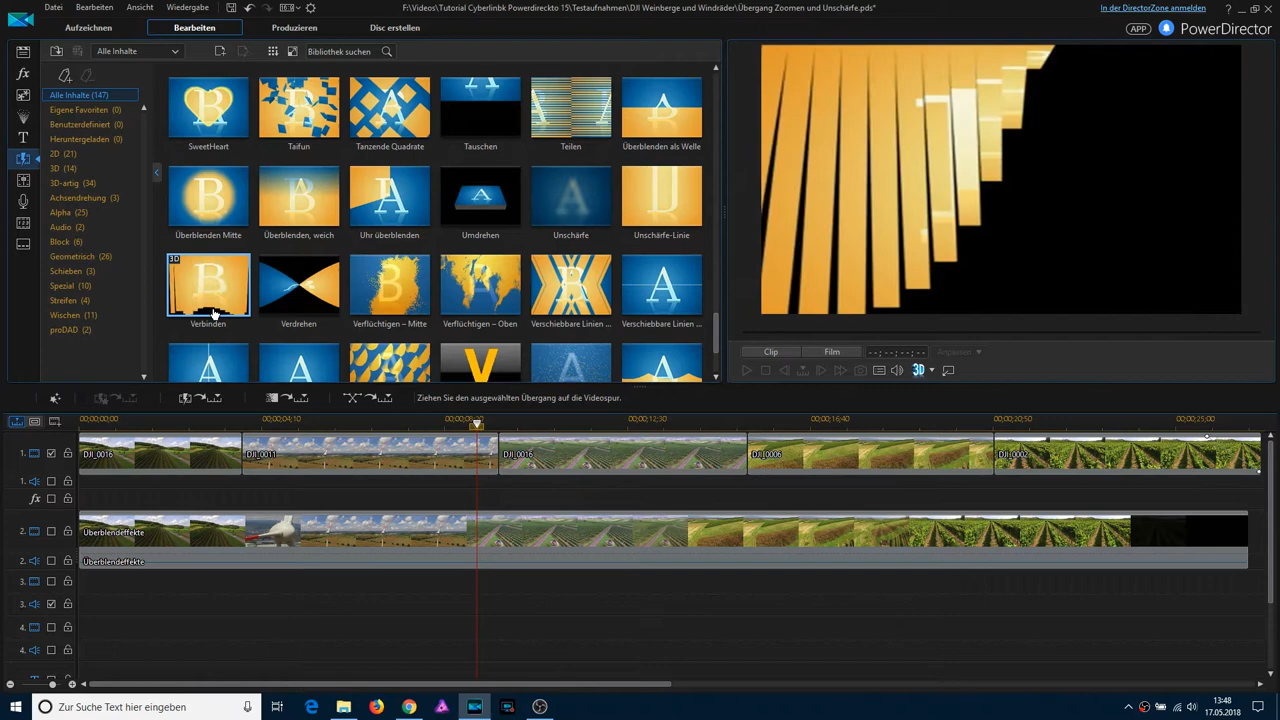 Datei Bearbeiten Ansicht Wiedergabe
F:\Videos\Tutorial Cyberlinbk Powerdireckto 15\Testaufnahmen\DJI Weinberge und Windräder\Übergang Zoomen und Unschärfe.pds*
In der DirectorZone anmelden
Aufzeichnen Bearbeiten Produzieren Disc erstellen
APP PowerDirector
Alle Inhalte
Bibliothek suchen
Alle Inhalte (147)
Eigene Favoriten (0)
Benutzerdefiniert (0)
Heruntergeladen (0)
2D (21)
3D (14)
3D-artig (34)
Achsendrehung (3)
Alpha (25)
Audio (2)
Block (6)
Geometrisch (26)
Schieben (3)
Spezial (10)
Streifen (4)
Wischen (11)
proDAD (2)
SweetHeart Taifun Tanzende Quadrate Tauschen Teilen Überblenden als Welle
Überblenden Mitte Überblenden, weich Uhr überblenden Umdrehen Unschärfe Unschärfe-Linie
3D
Verbinden Verdrehen Verflüchtigen – Mitte Verflüchtigen – Oben Verschiebbare Linien ... Verschiebbare Linien ...
Clip Film --;--;--;-- Anpassen
3D
Ziehen Sie den ausgewählten Übergang auf die Videospur.
00;00;00;00 00;00;04;10 00;00;08;20 00;00;12;30 00;00;16;40 00;00;20;50 00;00;25;00
1. DJI_0016 DJI_0011 DJI_0016 DJI_0006 DJI_0002
1.
fx
2. Überblendeffekte
2. Überblendeffekte
3.
3.
4.
4.
Zur Suche Text hier eingeben
13:48
17.05.2018